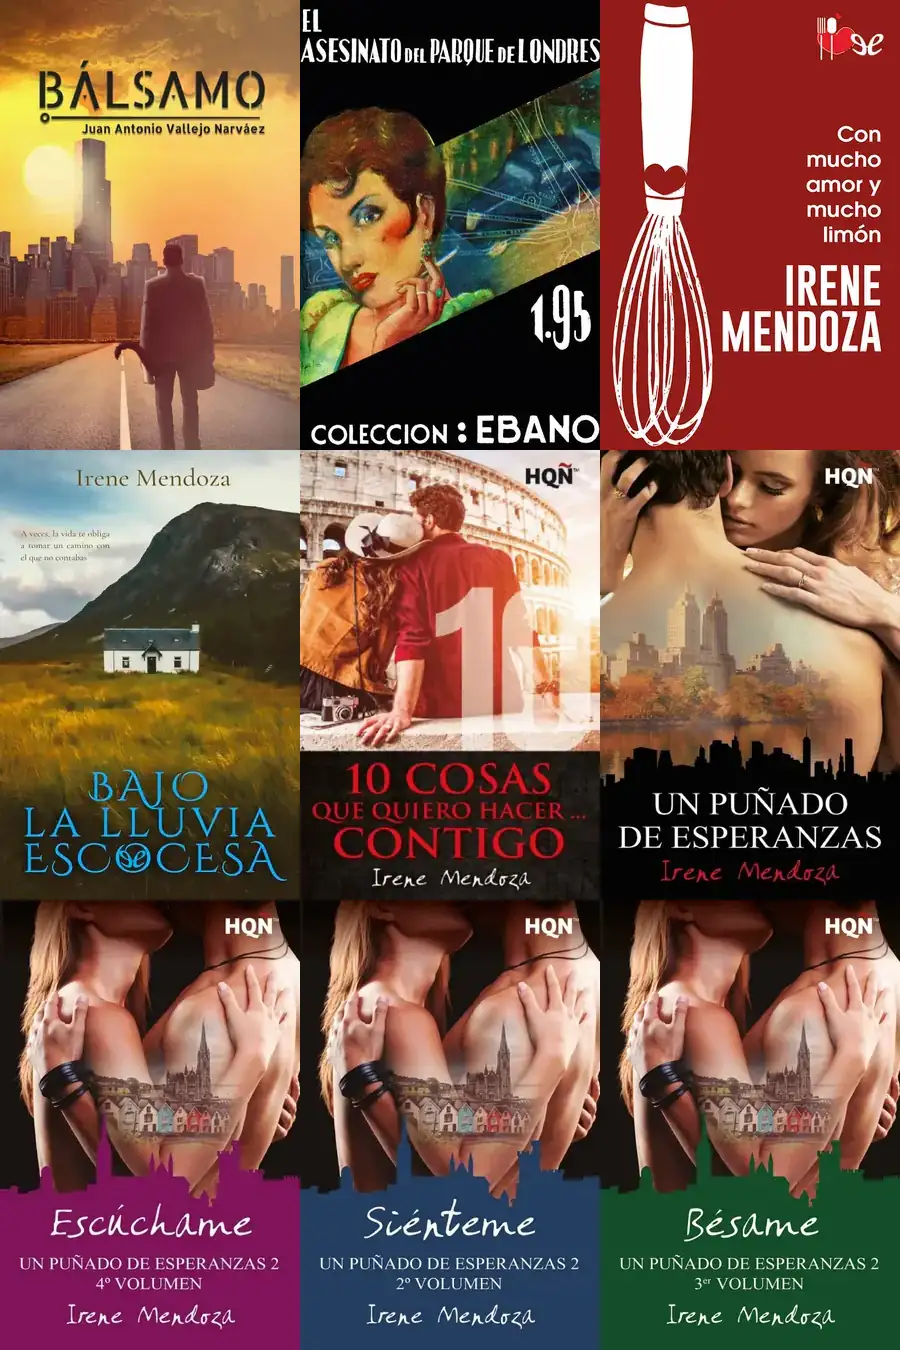 BÁLSAMO
Juan Antonio Vallejo Narváez
EL
ASESINATO DEL PARQUE DE LONDRES
1.95
COLECCION : EBANO
Con
mucho
amor y
mucho
limón
IRENE
MENDOZA
Irene Mendoza
A veces, la vida te obliga
a tomar un camino con
el que no contabas
BAJO
LA LLUVIA
ESCOCESA
HQÑ
10
10 COSAS
QUE QUIERO HACER ...
CONTIGO
Irene Mendoza
HQÑ
UN PUÑADO
DE ESPERANZAS
Irene Mendoza
HQÑ
Escúchame
UN PUÑADO DE ESPERANZAS 2
4º VOLUMEN
Irene Mendoza
HQÑ
Siénteme
UN PUÑADO DE ESPERANZAS 2
2º VOLUMEN
Irene Mendoza
HQÑ
Bésame
UN PUÑADO DE ESPERANZAS 2
3er VOLUMEN
Irene Mendoza